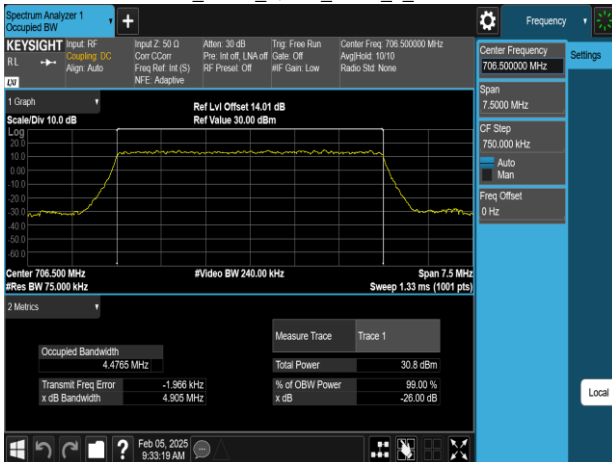 Spectrum Analyzer 1
Occupied BW
+
Frequency
KEYSIGHT
RL
LXI
Input: RF
Coupling: DC
Align: Auto
Input Z: 50 Ω
Corr CCorr
Freq Ref: Int (S)
NFE: Adaptive
Atten: 30 dB
Pre: Int off, LNA off
RF Preset: Off
Trig: Free Run
Gate: Off
#IF Gain: Low
Center Freq: 706.500000 MHz
Avg|Hold: 10/10
Radio Std: None
Center Frequency
706.500000 MHz
Settings
Span
7.5000 MHz
CF Step
750.000 kHz
Auto
Man
Freq Offset
0 Hz
Local
1 Graph
Scale/Div 10.0 dB
Ref Lvl Offset 14.01 dB
Ref Value 30.00 dBm
Log
20.0
10.0
0.00
-10.0
-20.0
-30.0
-40.0
-50.0
-60.0
Center 706.500 MHz
#Video BW 240.00 kHz
Span 7.5 MHz
#Res BW 75.000 kHz
Sweep 1.33 ms (1001 pts)
2 Metrics
Measure Trace Trace 1
Occupied Bandwidth
4.4765 MHz
Total Power 30.8 dBm
Transmit Freq Error -1.966 kHz
% of OBW Power 99.00 %
x dB Bandwidth 4.905 MHz
x dB -26.00 dB
?
Feb 05, 2025
9:33:19 AM